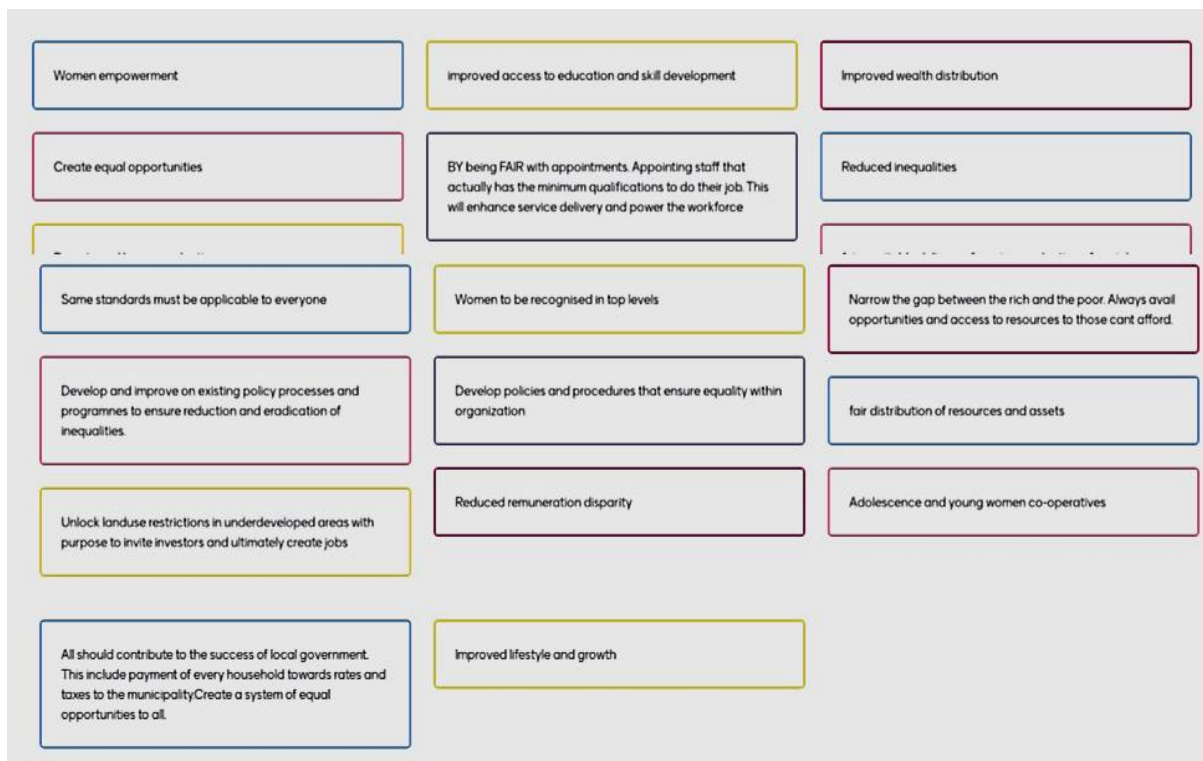 Women empowerment
improved access to education and skill development
Improved wealth distribution
Create equal opportunities
BY being FAIR with appointments. Appointing staff that
actually has the minimum qualifications to do their job. This
will enhance service delivery and power the workforce
Reduced inequalities
Same standards must be applicable to everyone
Women to be recognised in top levels
Narrow the gap between the rich and the poor. Always avail
opportunities and access to resources to those cant afford.
Develop and improve on existing policy processes and
programnes to ensure reduction and eradication of
inequalities.
Develop policies and procedures that ensure equality within
organization
fair distribution of resources and assets
Unlock landuse restrictions in underdeveloped areas with
purpose to invite investors and ultimately create jobs
Reduced remuneration disparity
Adolescence and young women co-operatives
All should contribute to the success of local government.
This include payment of every household towards rates and
taxes to the municipality.Create a system of equal
opportunities to all.
Improved lifestyle and growth